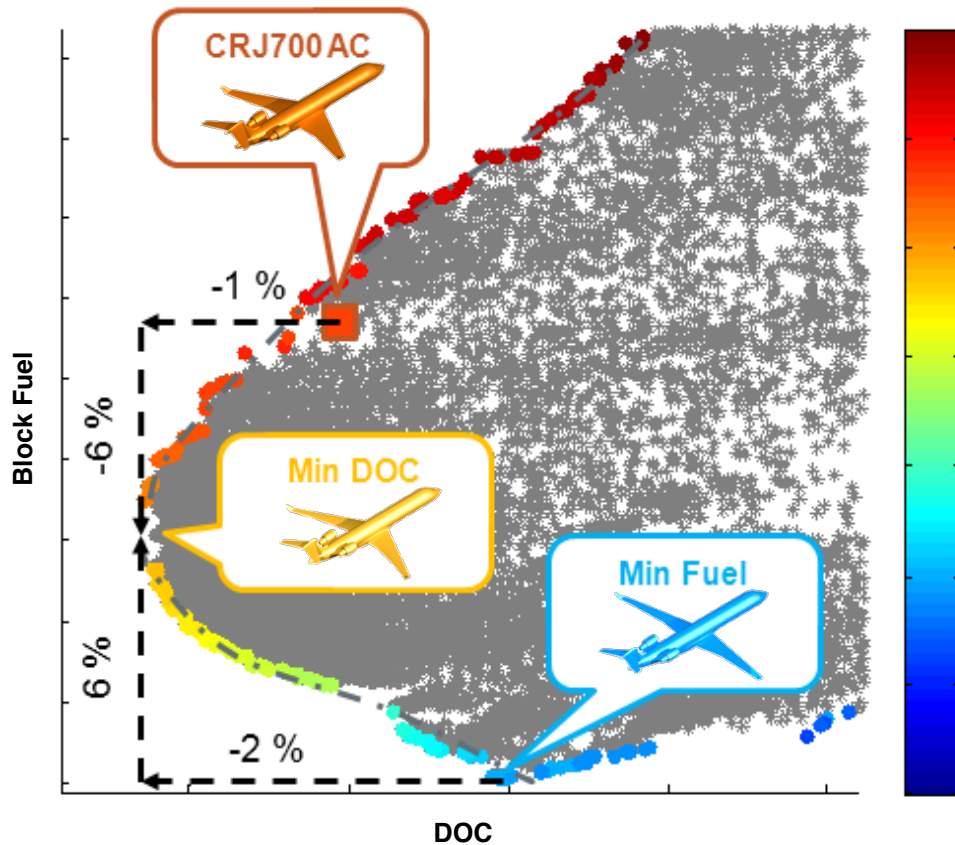 CRJ700 AC
-1 %
Block Fuel
-6 %
Min DOC
Min Fuel
6 %
-2 %
DOC